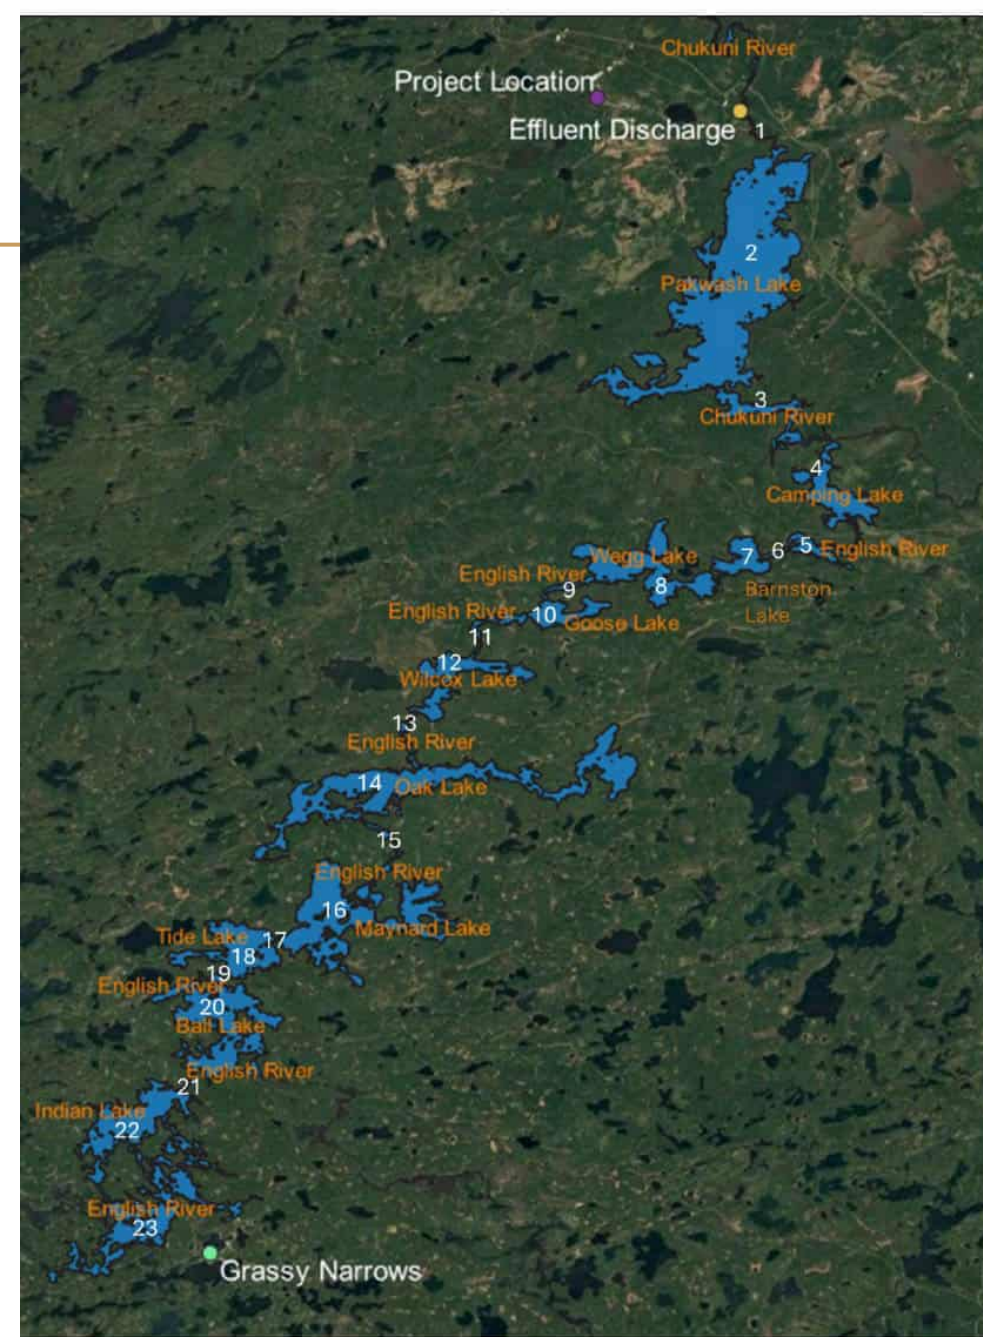 Chukuni River
Project Location
Effluent Discharge 1
2
Pakwash Lake
3
Chukuni River
4
Camping Lake
5 English River
6
7
Wegg Lake
8
Barnston
Lake
English River
9
English River
10
Goose Lake
11
12
Wilcox Lake
13
English River
14
Oak Lake
15
English River
16
Maynard Lake
Tide Lake
17
18
19
English River
20
Ball Lake
English River
21
Indian Lake
22
English River
23
Grassy Narrows